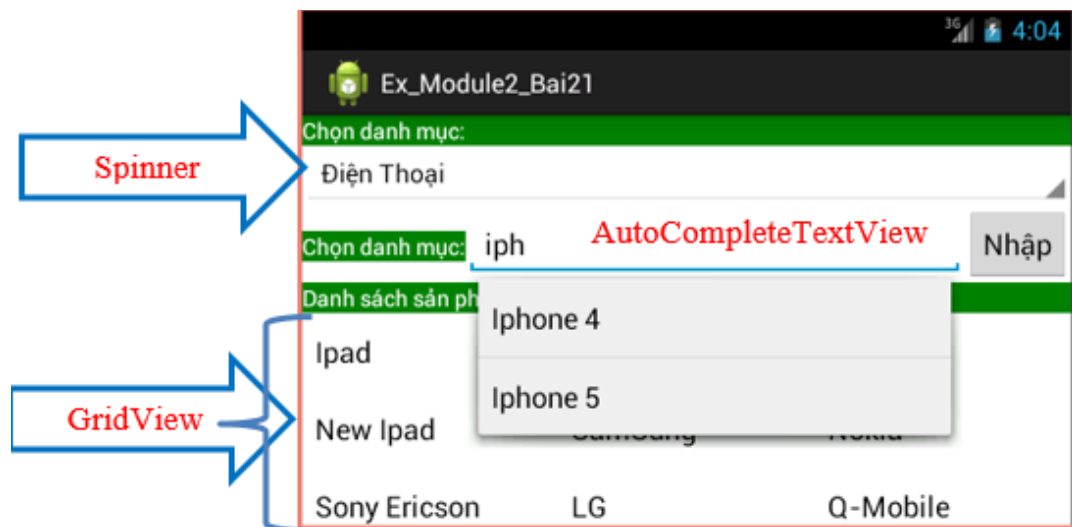 3G 4:04
Ex_Module2_Bai21
Chọn danh mục:
Spinner
Điện Thoại
Chọn danh mục: iph AutoCompleteTextView Nhập
Danh sách sản ph
Iphone 4
Ipad
Iphone 5
GridView
New Ipad
Sony Ericson LG Q-Mobile